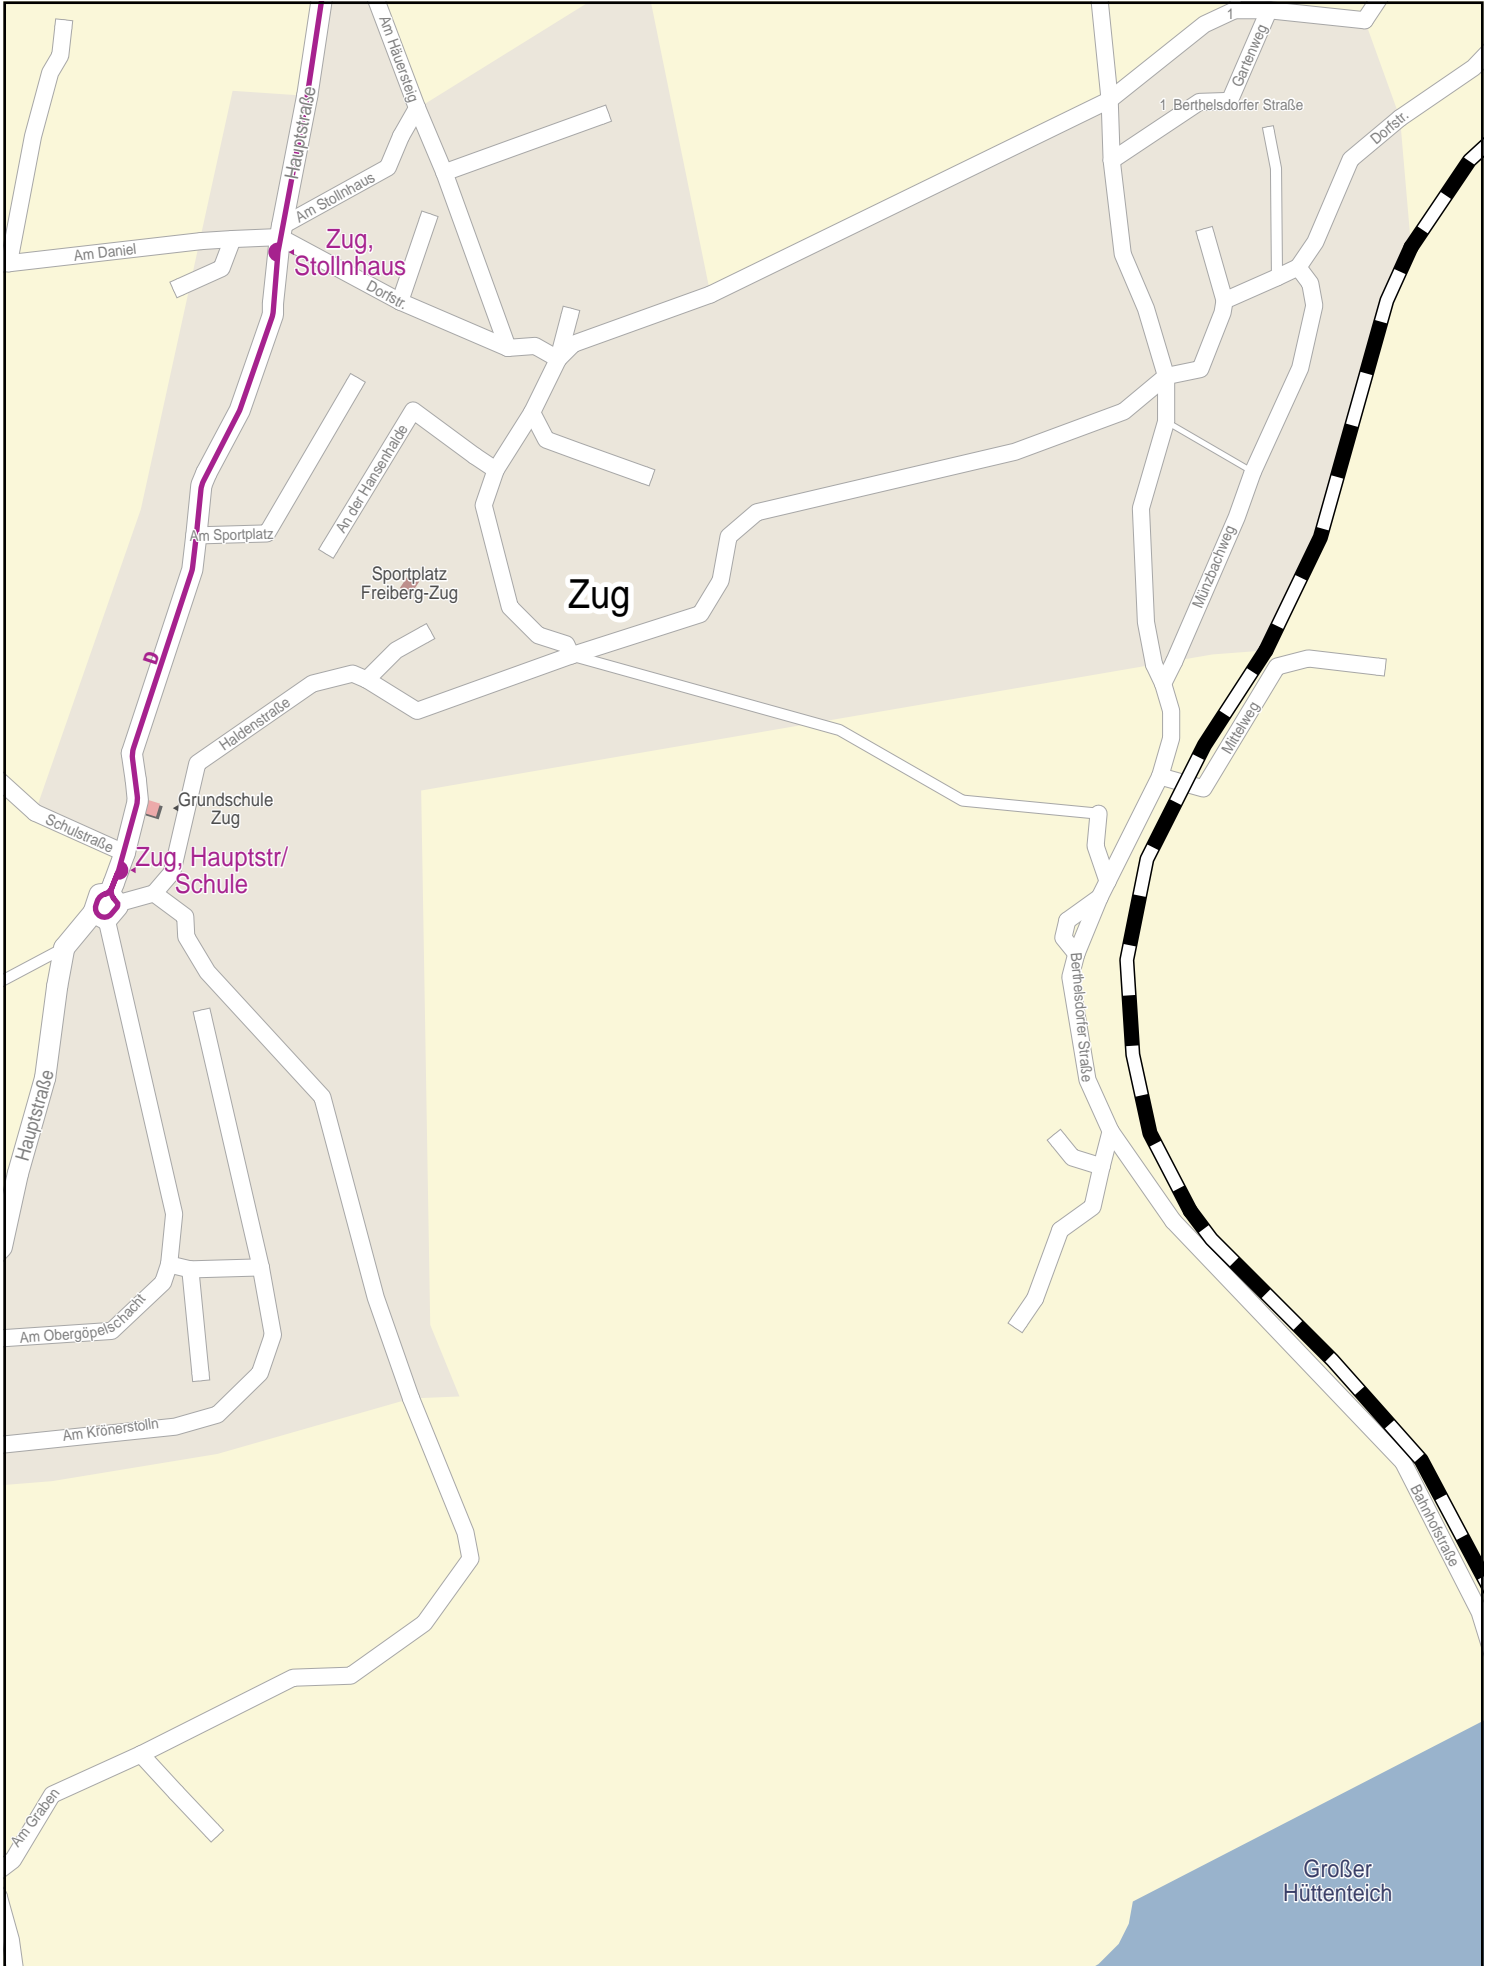 1
Am Häuersteig
Gartenweg
Hauptstraße
1 Berthelsdorfer Straße
Dorfstr.
Am Stollnhaus
Am Daniel
Zug,
Stollnhaus
Dorfstr.
An der Hansenhalde
Am Sportplatz
Sportplatz
Freiberg-Zug
Zug
Münzbachweg
D
Haldenstraße
Mittelweg
Grundschule
Zug
Schulstraße
Zug, Hauptstr/
Schule
Berthelsdorfer Straße
Hauptstraße
Am Obergöpelschacht
Am Krönerstolln
Bahnhofstraße
Am Graben
Großer
Hüttenteich